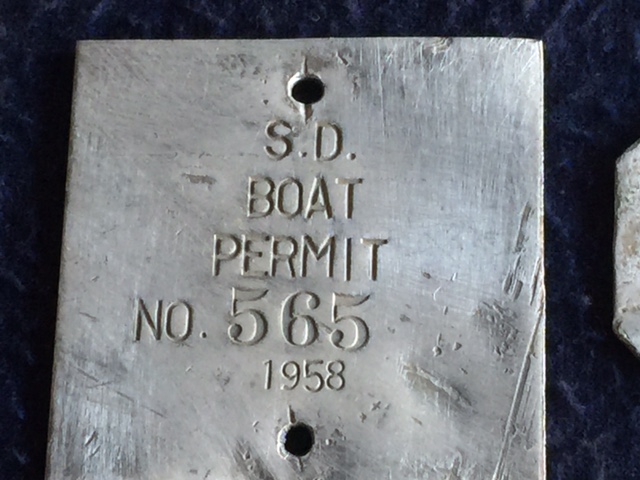 S.D.
BOAT
PERMIT
NO. 565
1958